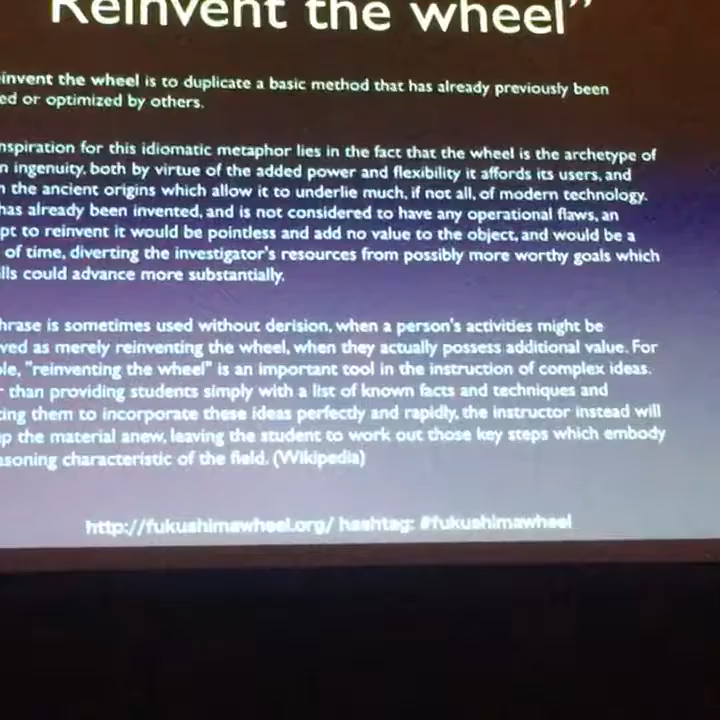 Reinvent the wheel”
invent the wheel is to duplicate a basic method that has already previously been
ed or optimized by others.
nspiration for this idiomatic metaphor lies in the fact that the wheel is the archetype of
n ingenuity, both by virtue of the added power and flexibility it affords its users, and
n the ancient origins which allow it to underlie much, if not all, of modern technology.
has already been invented, and is not considered to have any operational flaws, an
pt to reinvent it would be pointless and add no value to the object, and would be a
of time, diverting the investigator's resources from possibly more worthy goals which
lls could advance more substantially.
hrase is sometimes used without derision, when a person's activities might be
ved as merely reinventing the wheel, when they actually possess additional value. For
le, "reinventing the wheel" is an important tool in the instruction of complex ideas.
r than providing students simply with a list of known facts and techniques and
ting them to incorporate these ideas perfectly and rapidly, the instructor instead will
p the material anew, leaving the student to work out those key steps which embody
asoning characteristic of the field. (Wikipedia)
http://fukushimawheel.org/ hashtag: #fukushimawheel